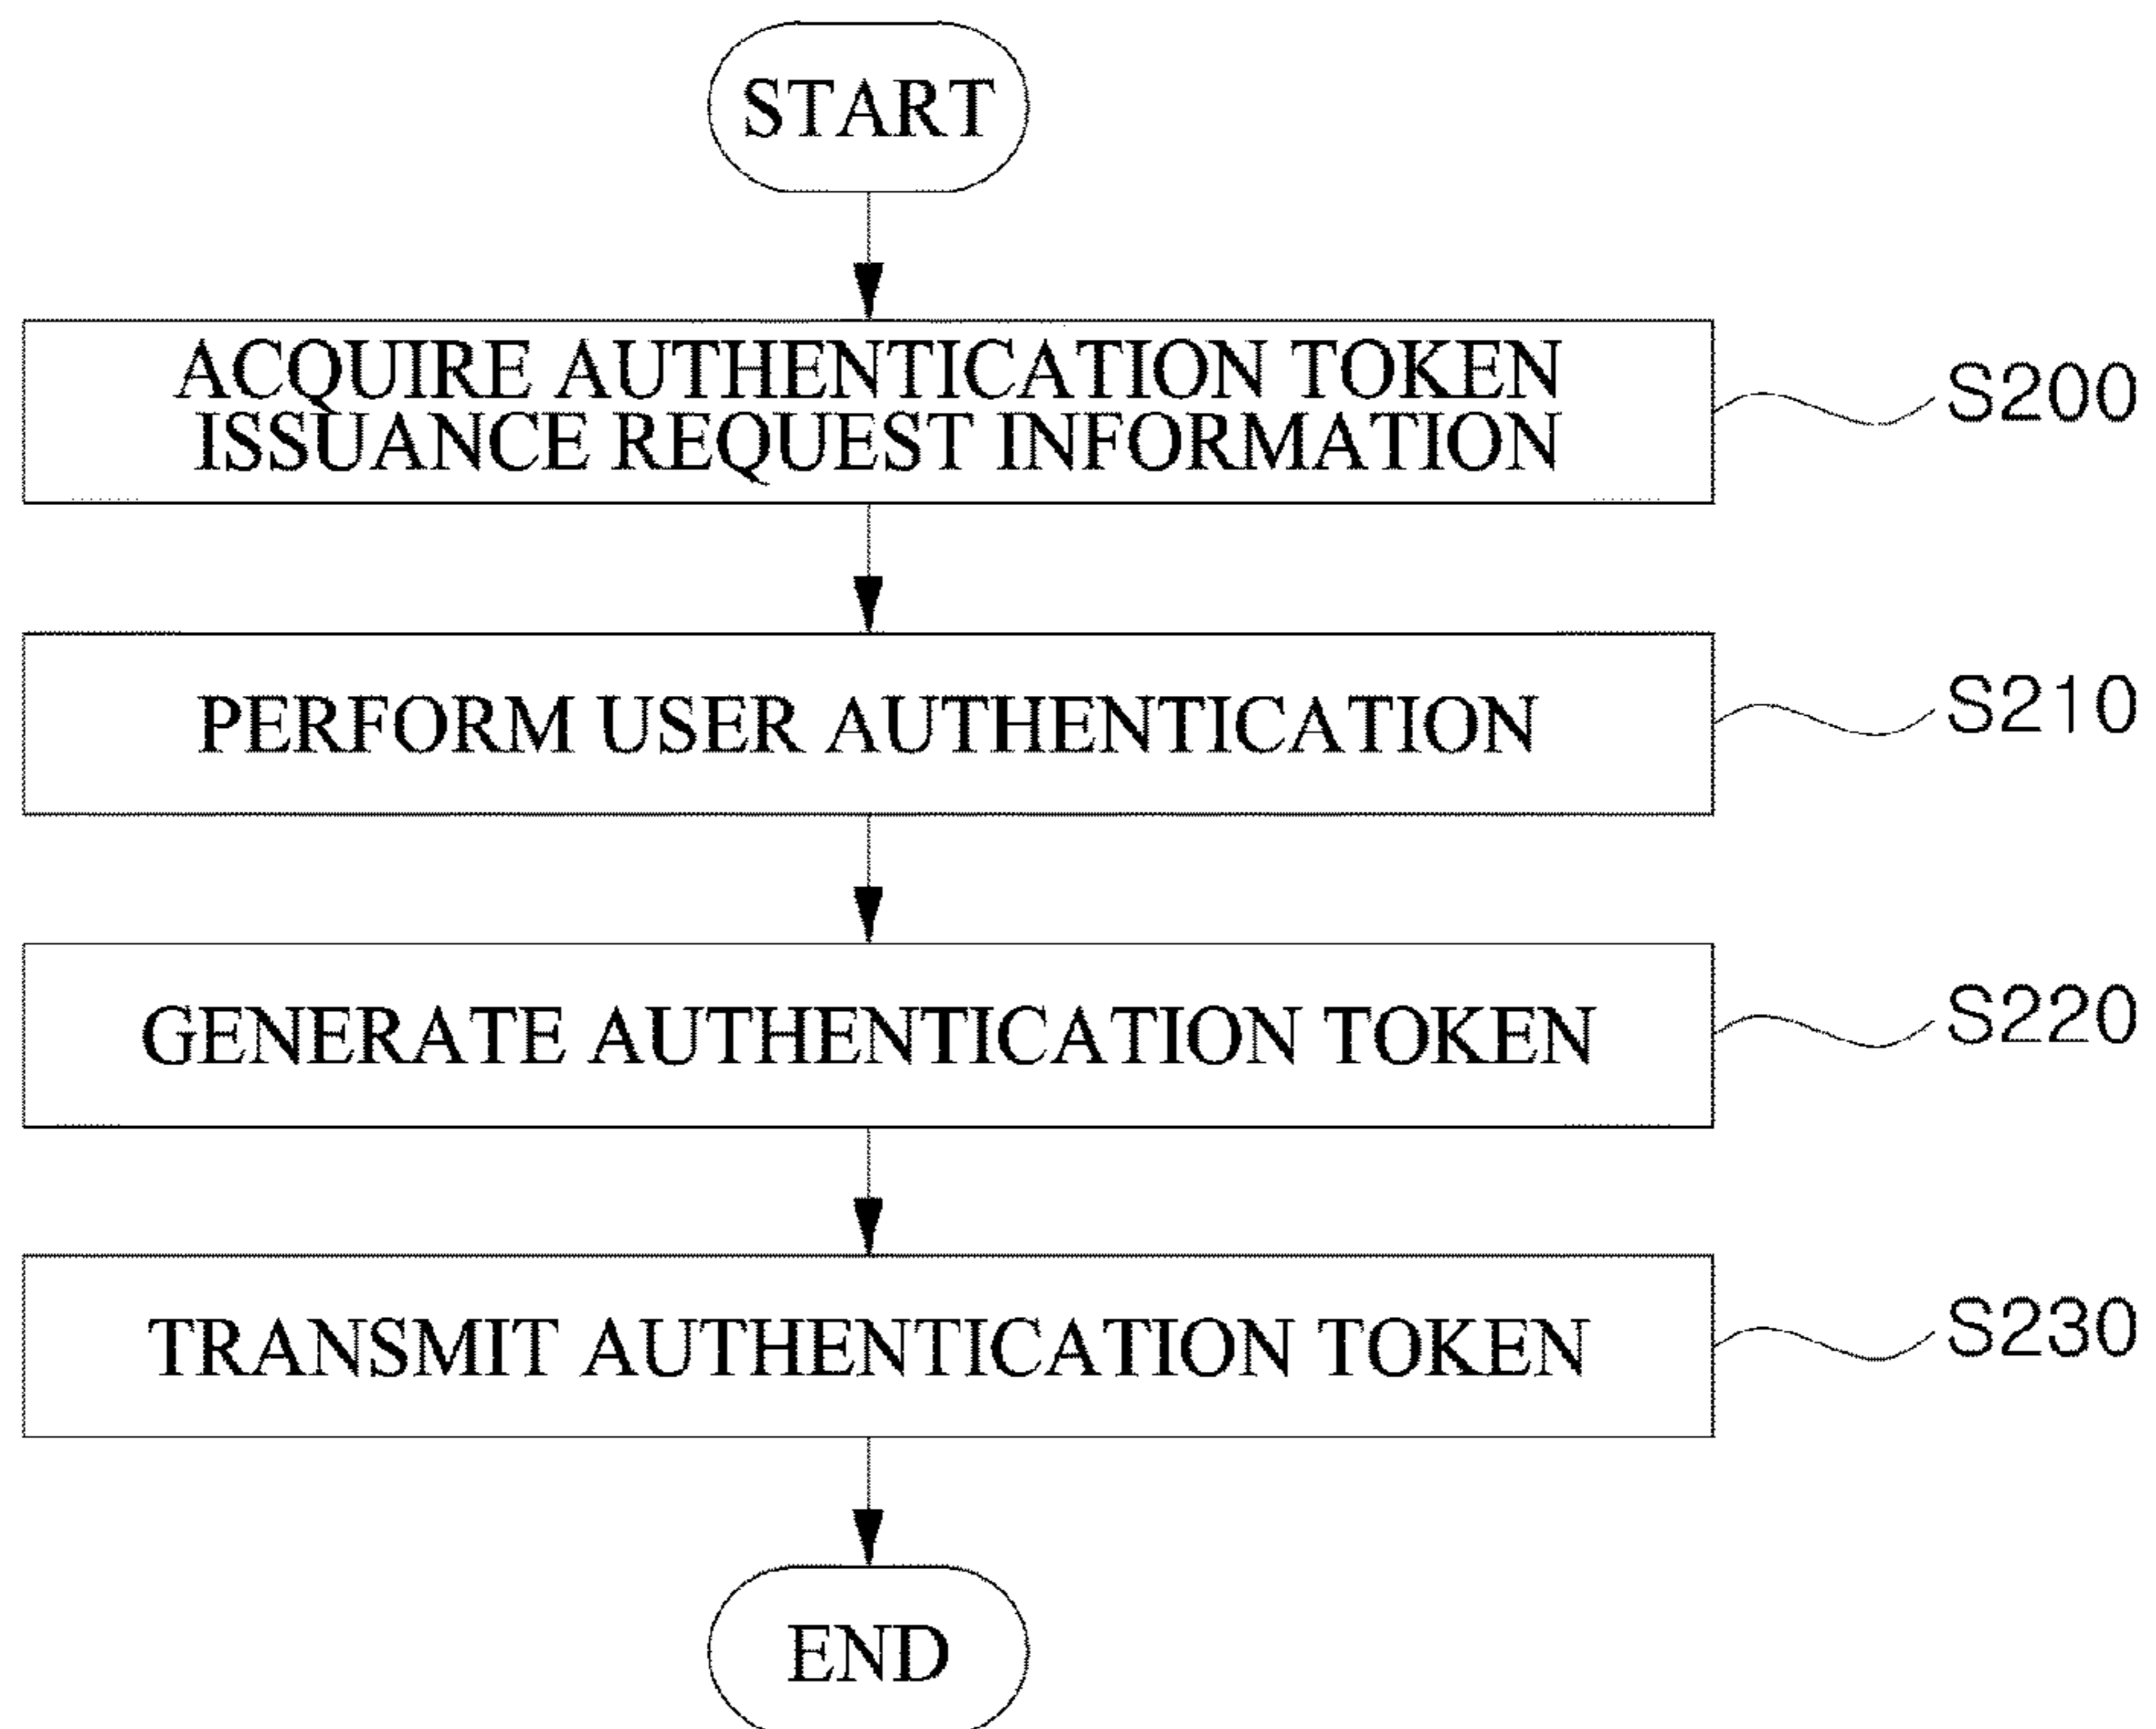 START
ACQUIRE AUTHENTICATION TOKEN
ISSUANCE REQUEST INFORMATION
S200
PERFORM USER AUTHENTICATION
S210
GENERATE AUTHENTICATION TOKEN
S220
TRANSMIT AUTHENTICATION TOKEN
S230
END